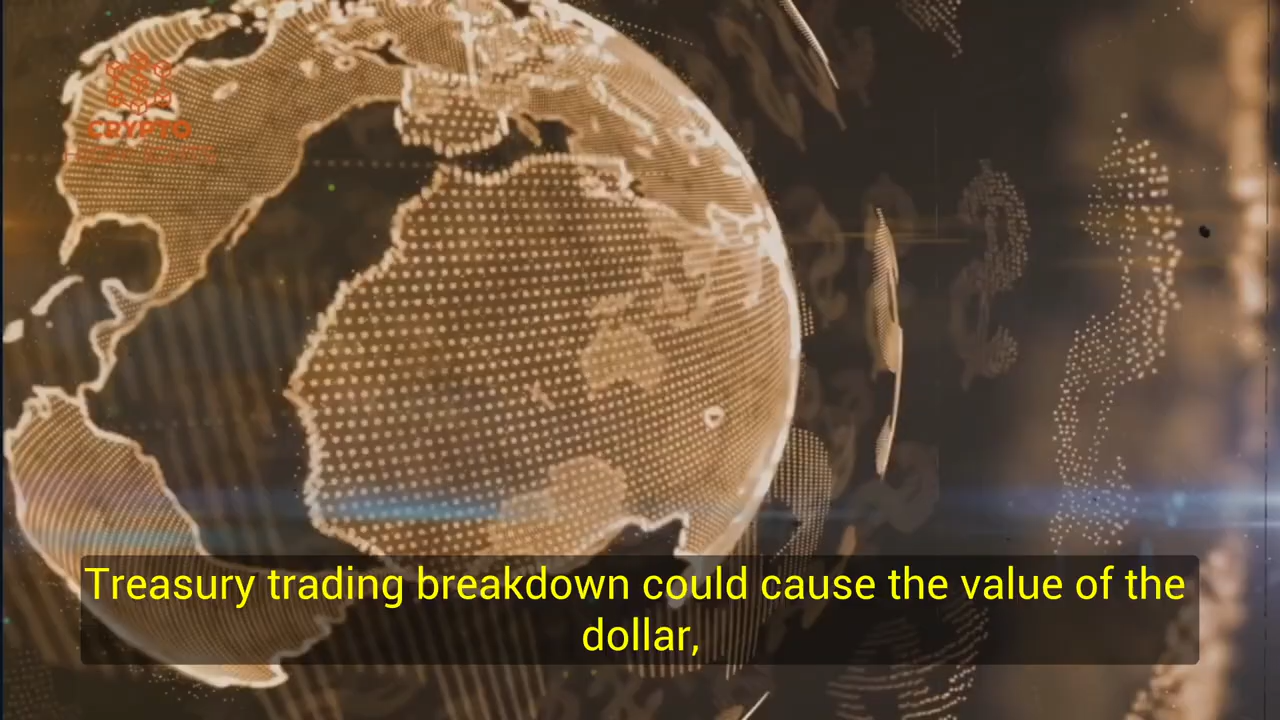 CRYPTO
Treasury trading breakdown could cause the value of the
dollar,